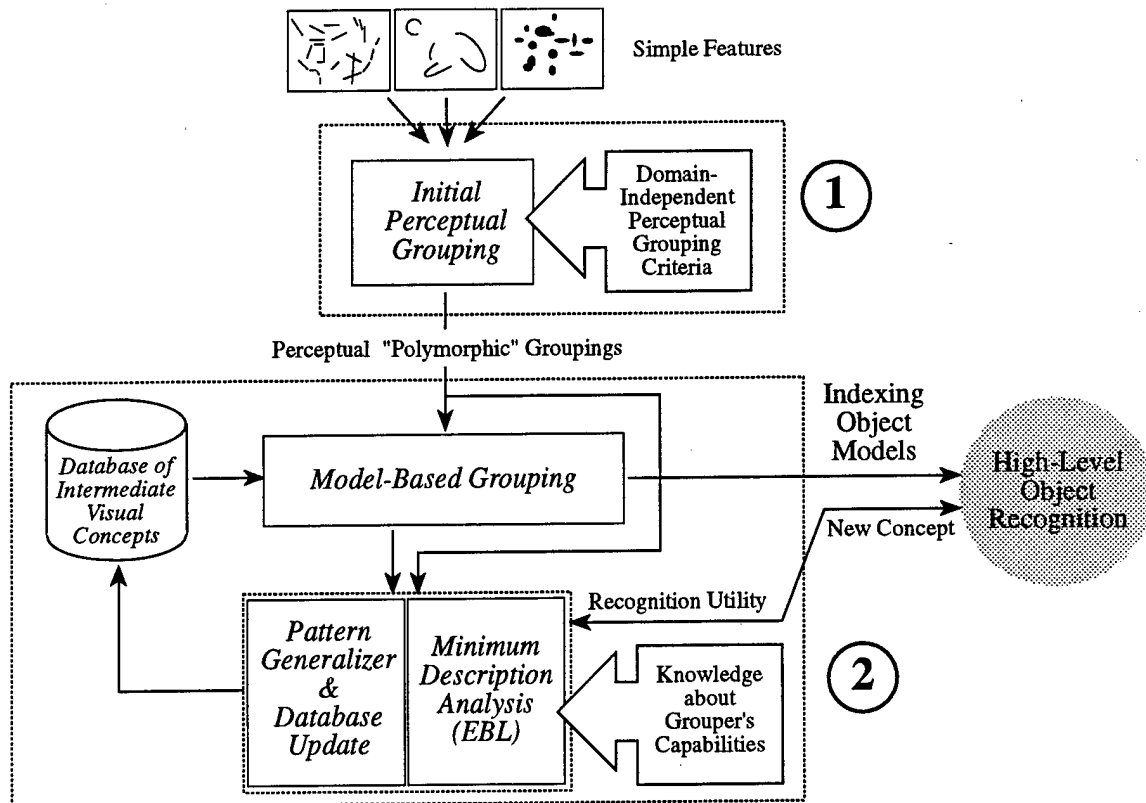 Simple Features
Initial
Perceptual
Grouping
Domain-
Independent
Perceptual
Grouping
Criteria
1
Perceptual "Polymorphic" Groupings
Database of
Intermediate
Visual
Concepts
Model-Based Grouping
Indexing
Object
Models
High-Level
Object
Recognition
New Concept
Recognition Utility
Pattern
Generalizer
&
Database
Update
Minimum
Description
Analysis
(EBL)
Knowledge
about
Grouper's
Capabilities
2